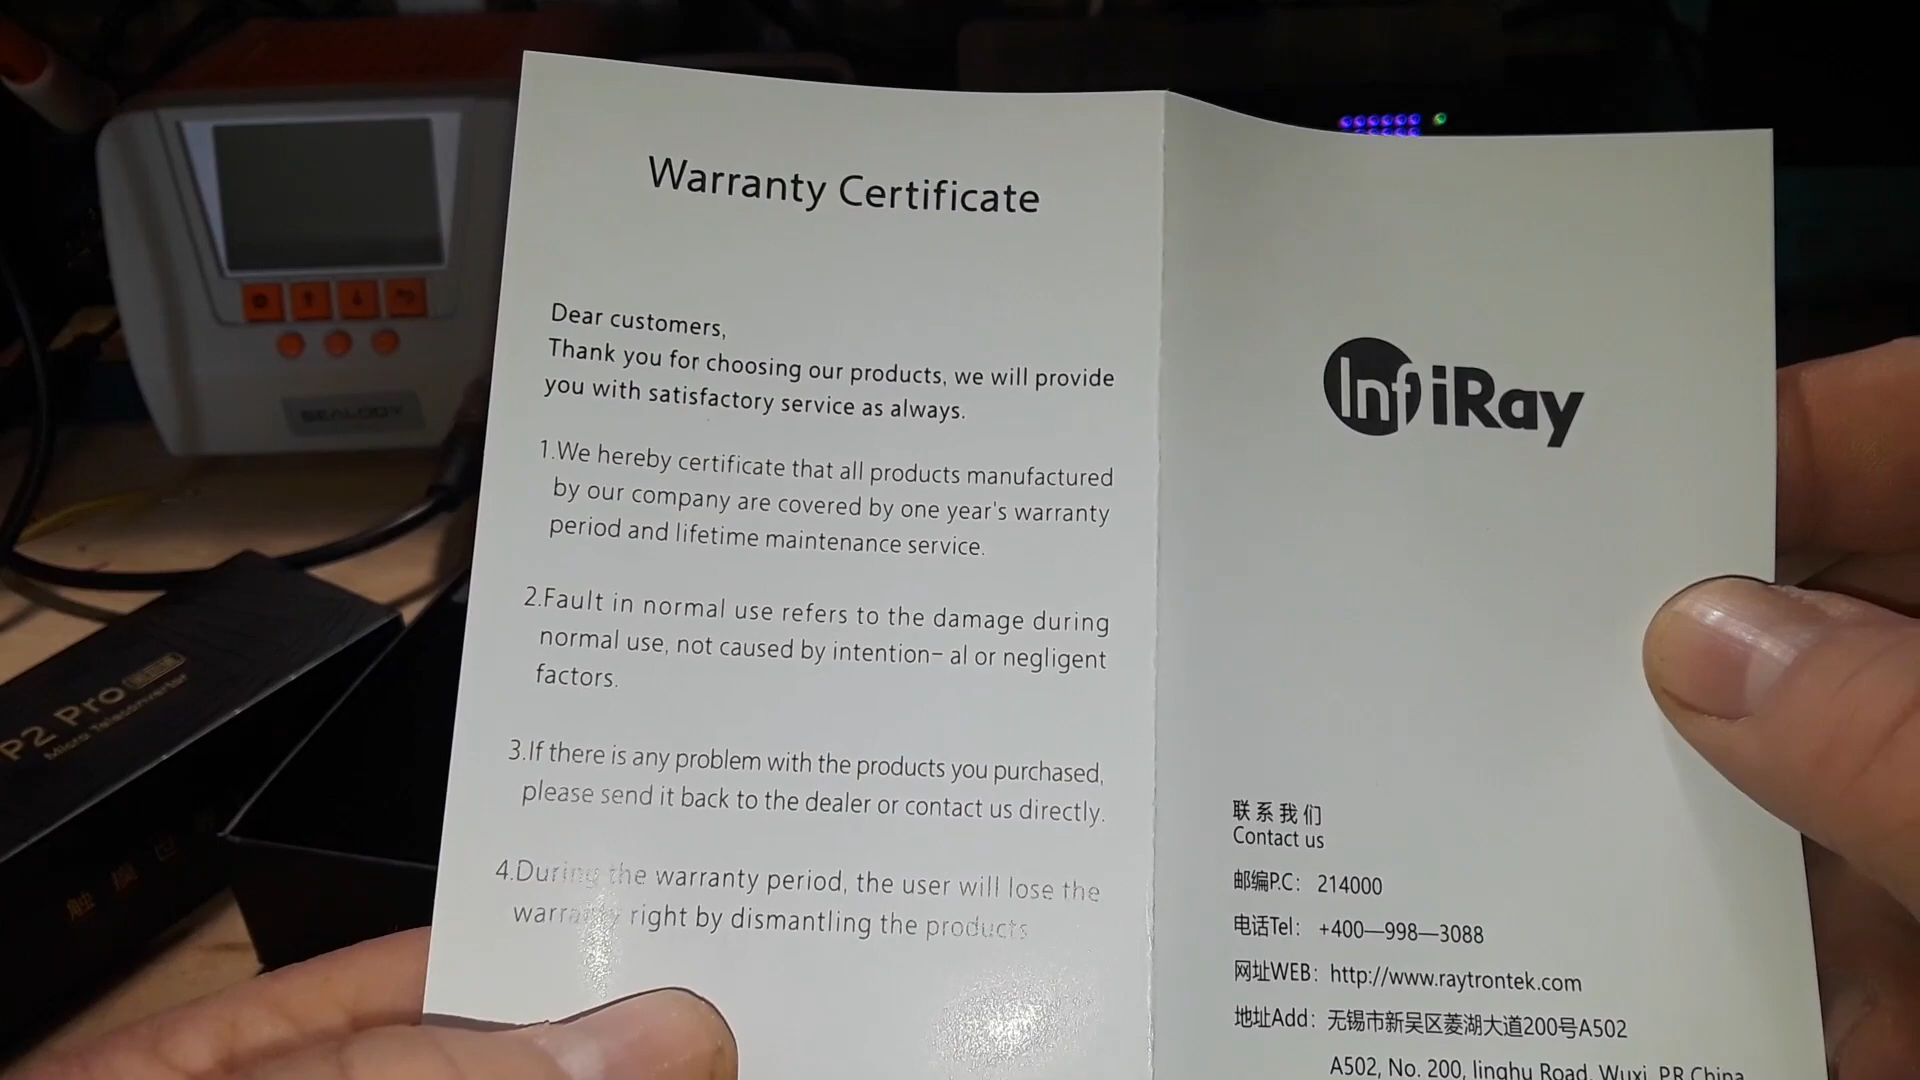 Warranty Certificate
Dear customers,
Thank you for choosing our products, we will provide
you with satisfactory service as always.
1.We hereby certificate that all products manufactured
by our company are covered by one year's warranty
period and lifetime maintenance service.
2.Fault in normal use refers to the damage during
normal use, not caused by intention- al or negligent
factors.
3.If there is any problem with the products you purchased,
please send it back to the dealer or contact us directly.
4.During the warranty period, the user will lose the
warranty right by dismantling the products
InfiRay
联系我们
Contact us
邮编P.C: 214000
电话Tel: +400—998—3088
网址WEB: http://www.raytrontek.com
地址Add: 无锡市新吴区菱湖大道200号A502
A502, No. 200, linghu Road, Wuxi, P.R.China
P2 Pro
Micro Teleconverter